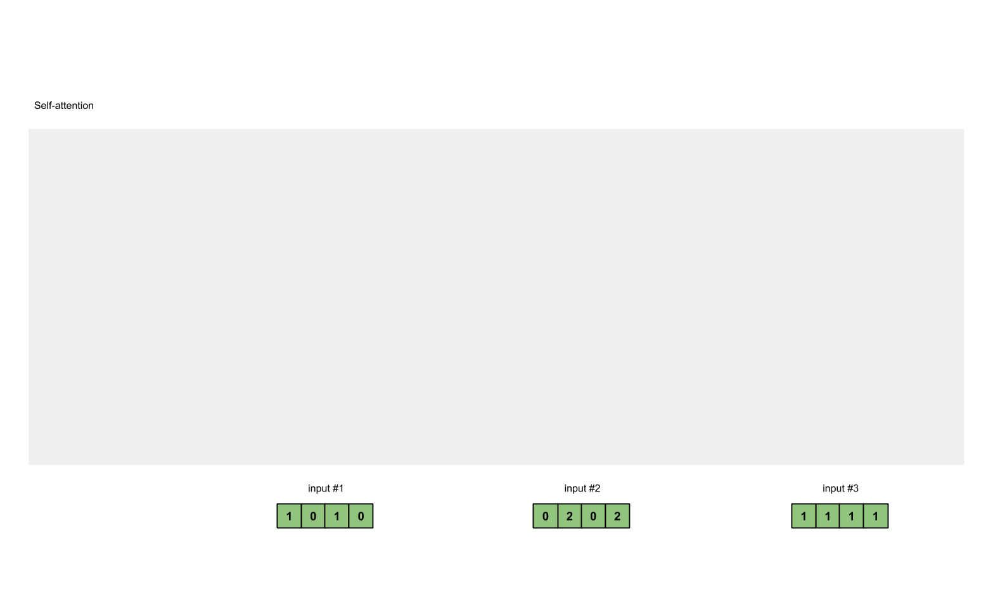 Self-attention
input #1 input #2 input #3
1 0 1 0 0 2 0 2 1 1 1 1